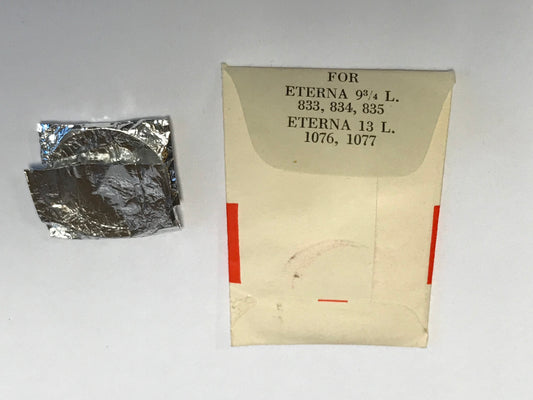 FOR
ETERNA 9¾ L.
833, 834, 835
ETERNA 13 L.
1076, 1077